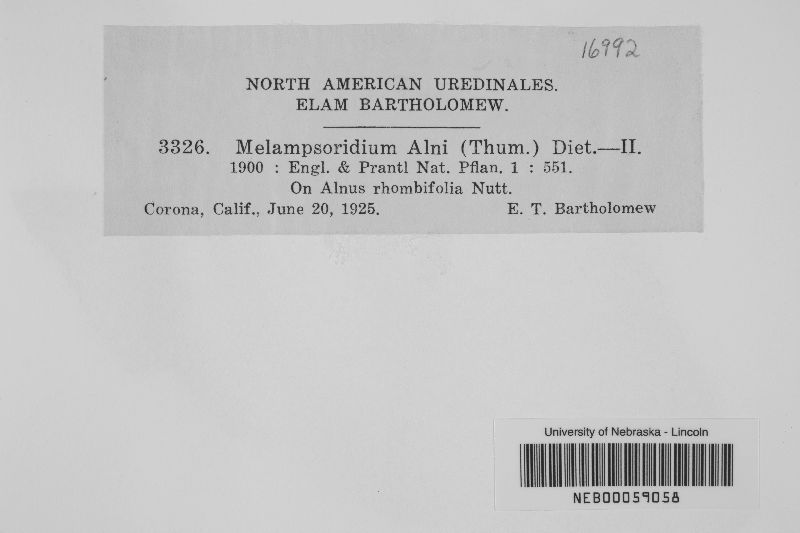 16992
NORTH AMERICAN UREDINALES.
ELAM BARTHOLOMEW.
3326. Melampsoridium Alni (Thum.) Diet.—II.
1900 : Engl. & Prantl Nat. Pflan. 1 : 551.
On Alnus rhombifolia Nutt.
Corona, Calif., June 20, 1925. E. T. Bartholomew
University of Nebraska - Lincoln
NEB00059058